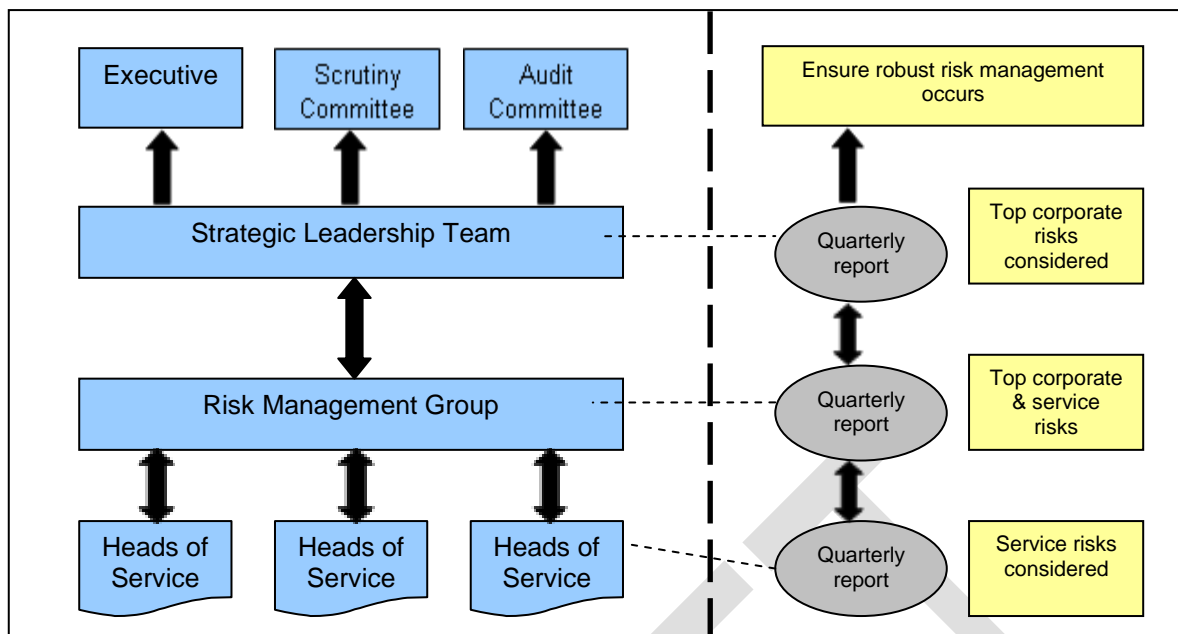 Executive
Scrutiny
Committee
Audit
Committee
Ensure robust risk management
occurs
Strategic Leadership Team
Quarterly
report
Top corporate
risks
considered
Risk Management Group
Quarterly
report
Top corporate
& service
risks
Heads of
Service
Heads of
Service
Heads of
Service
Quarterly
report
Service risks
considered